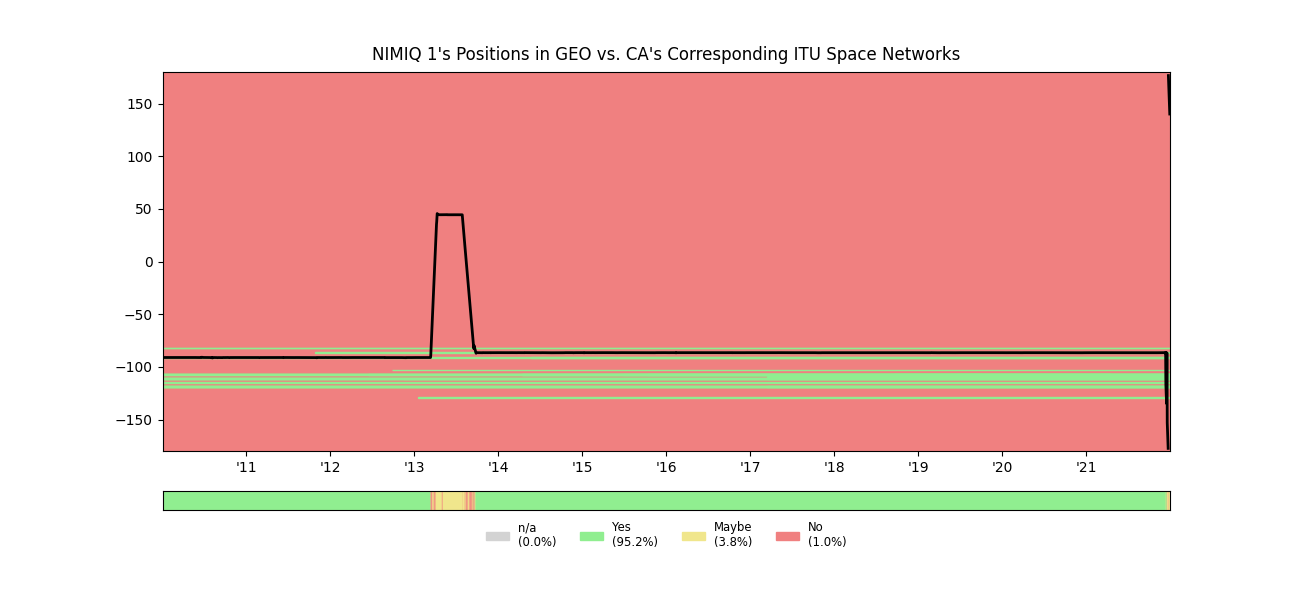 NIMIQ 1's Positions in GEO vs. CA's Corresponding ITU Space Networks
150
100
50
0
−50
−100
−150
'11 '12 '13 '14 '15 '16 '17 '18 '19 '20 '21
n/a Yes Maybe No
(0.0%) (95.2%) (3.8%) (1.0%)